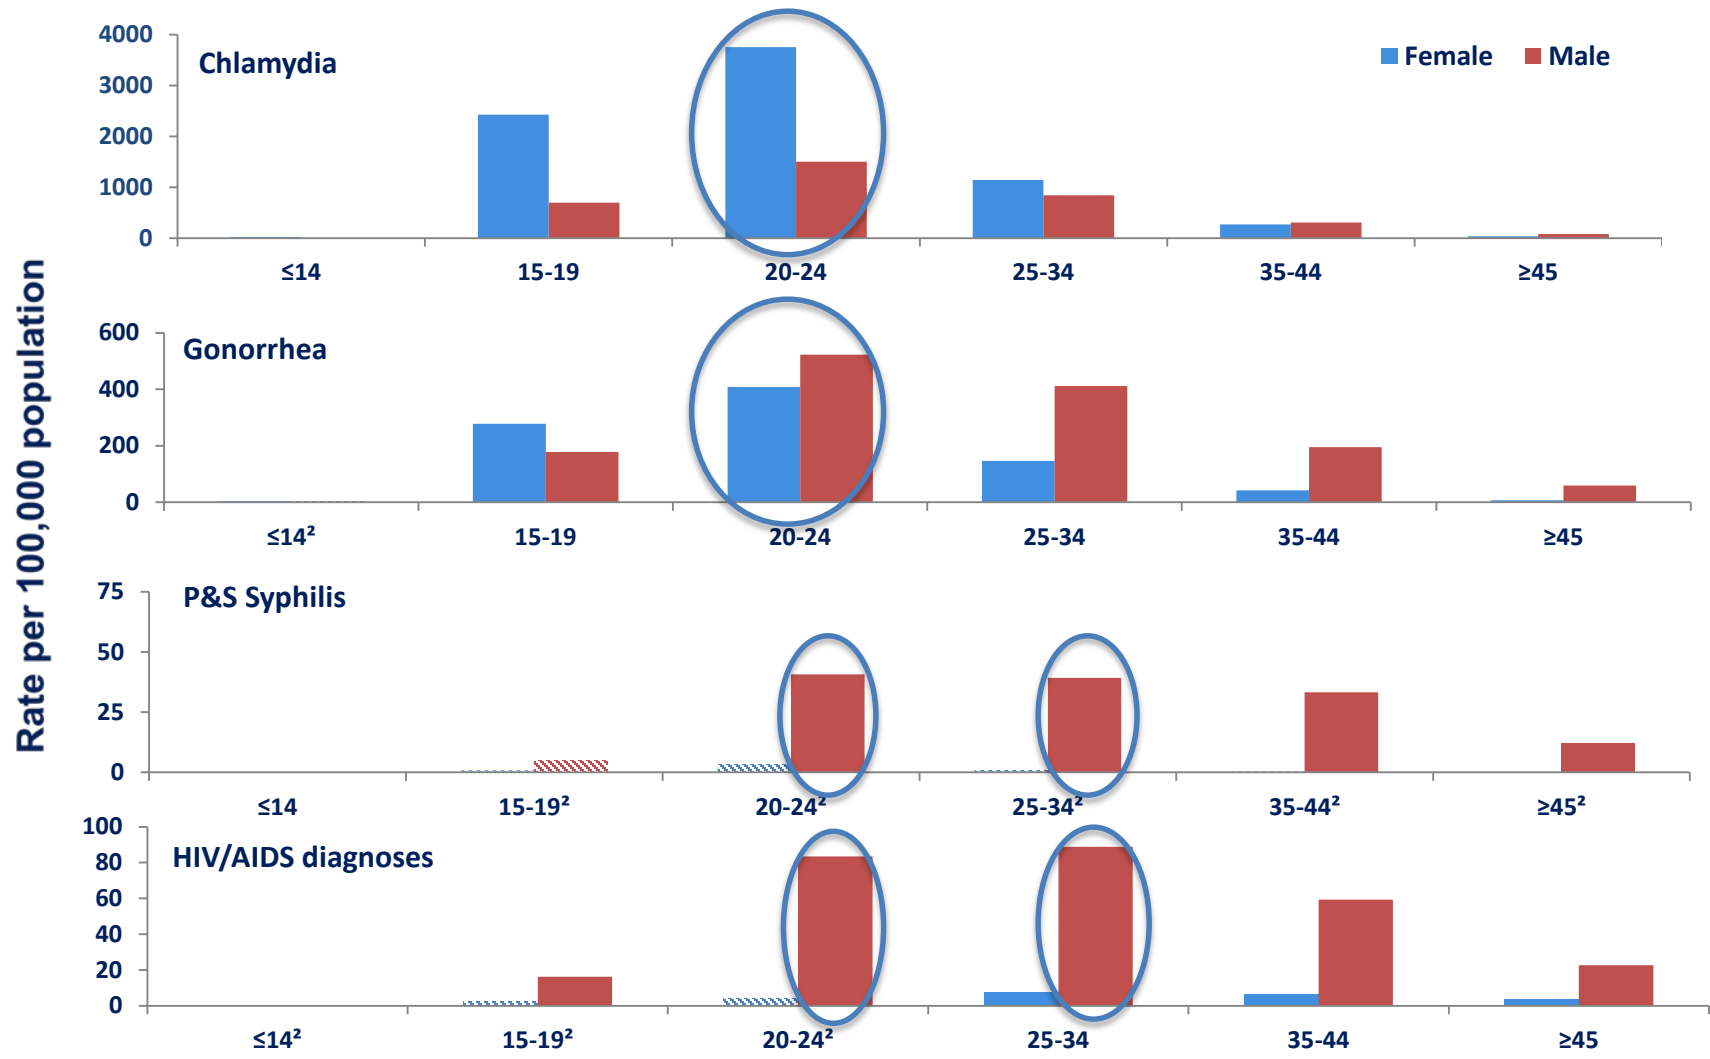 Rate per 100,000 population
Female Male
Chlamydia
4000
3000
2000
1000
0
≤14 15-19 20-24 25-34 35-44 ≥45
Gonorrhea
600
400
200
0
≤14² 15-19 20-24 25-34 35-44 ≥45
P&S Syphilis
75
50
25
0
≤14 15-19² 20-24² 25-34² 35-44² ≥45²
HIV/AIDS diagnoses
100
80
60
40
20
0
≤14² 15-19² 20-24² 25-34 35-44 ≥45